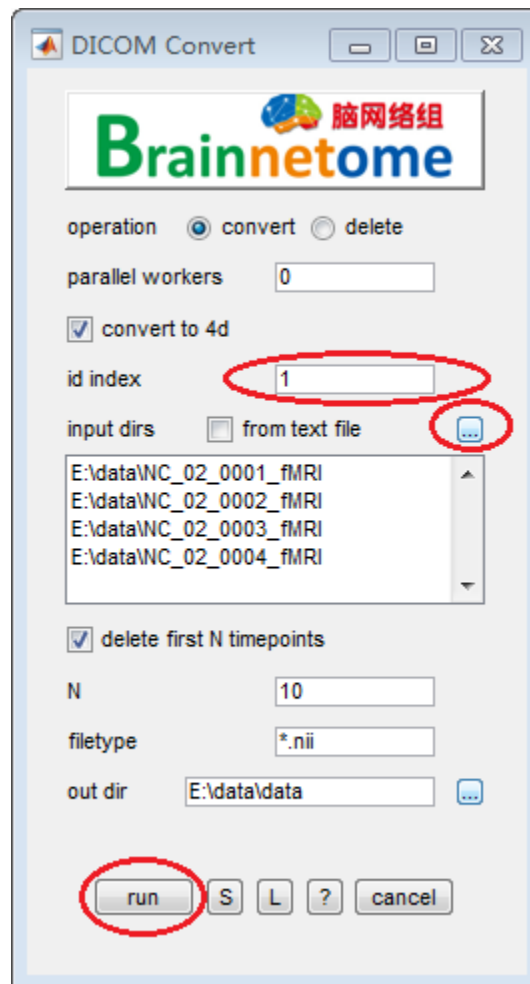 DICOM Convert
脑网络组
Brainnetome
operation convert delete
parallel workers 0
convert to 4d
id index 1
input dirs from text file ...
E:\data\NC_02_0001_fMRI
E:\data\NC_02_0002_fMRI
E:\data\NC_02_0003_fMRI
E:\data\NC_02_0004_fMRI
delete first N timepoints
N 10
filetype *.nii
out dir E:\data\data ...
run S L ? cancel